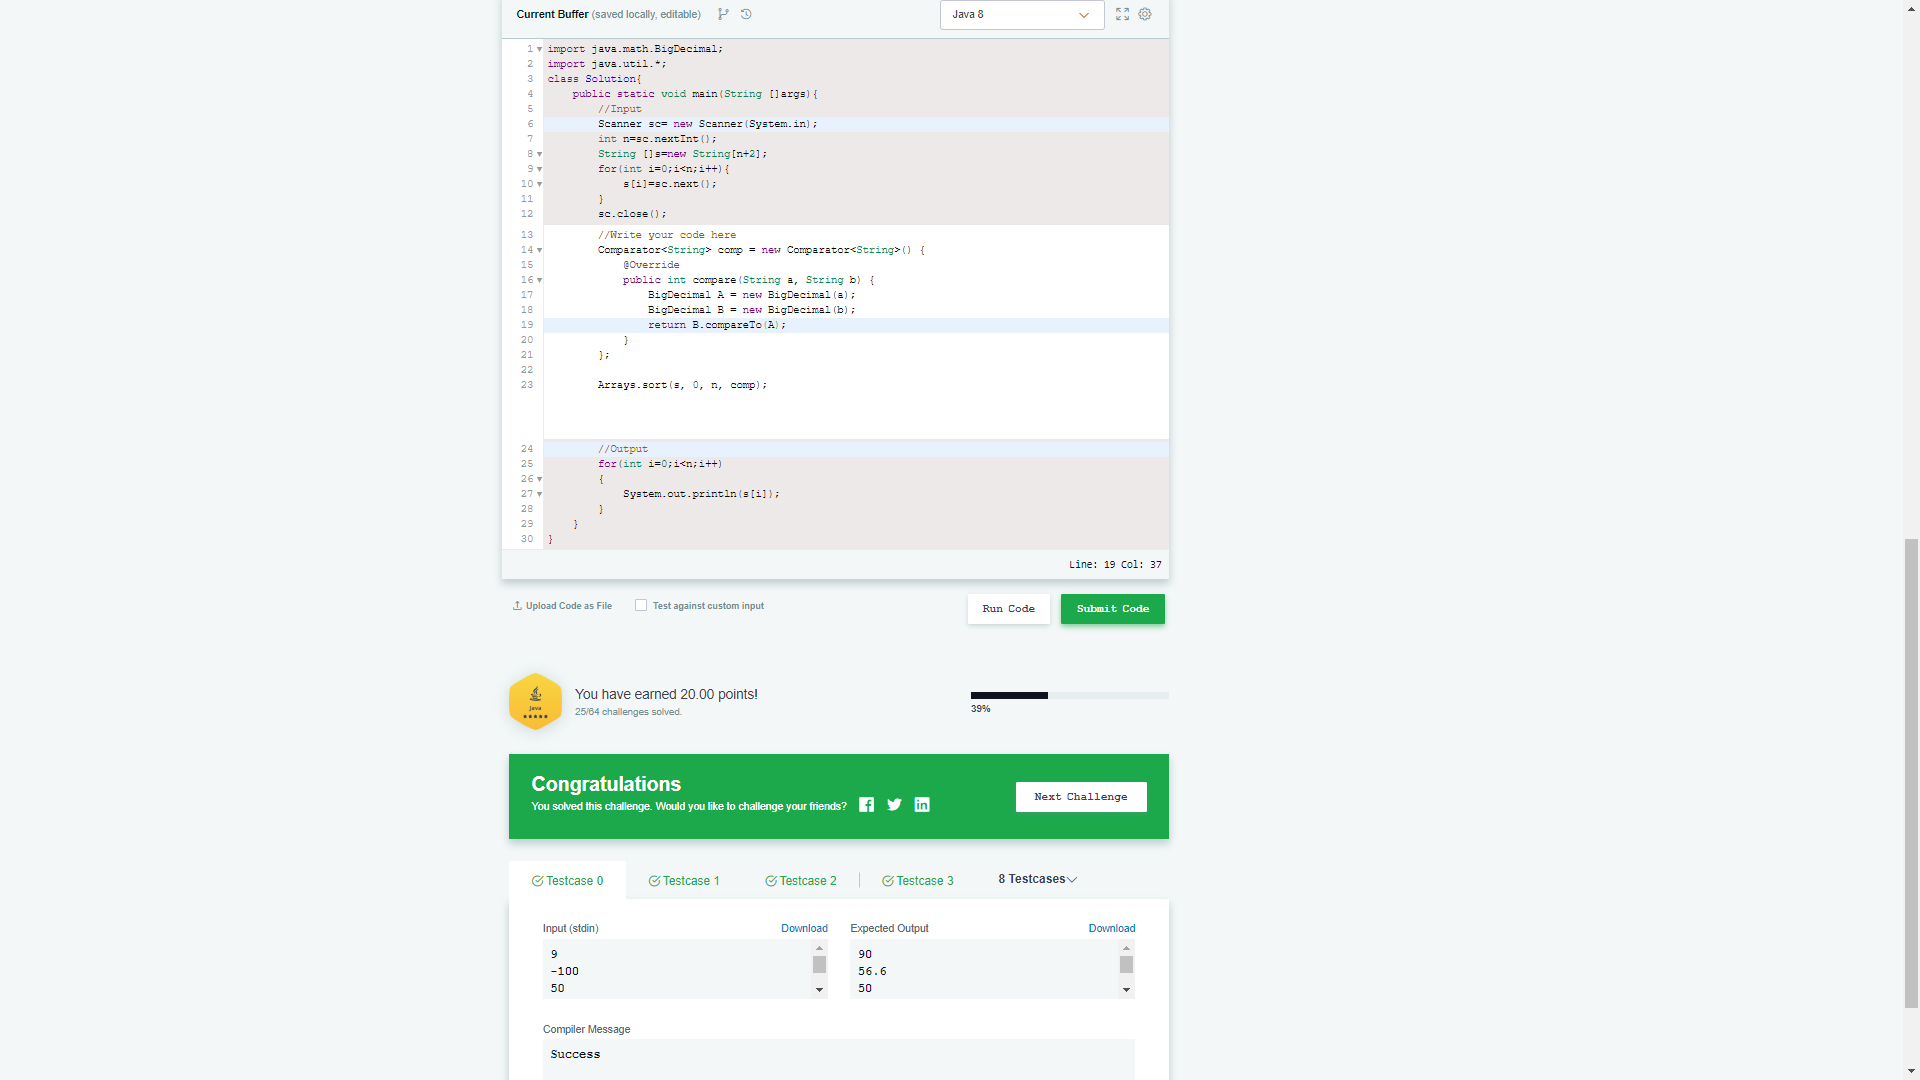 Current Buffer (saved locally, editable)
Java 8
1 import java.math.BigDecimal;
2 import java.util.*;
3 class Solution{
4 public static void main(String []args){
5 //Input
6 Scanner sc= new Scanner(System.in);
7 int n=sc.nextInt();
8 String []s=new String[n+2];
9 for(int i=0;i<n;i++){
10 s[i]=sc.next();
11 }
12 sc.close();
13 //Write your code here
14 Comparator<String> comp = new Comparator<String>() {
15 @Override
16 public int compare(String a, String b) {
17 BigDecimal A = new BigDecimal(a);
18 BigDecimal B = new BigDecimal(b);
19 return B.compareTo(A);
20 }
21 };
22
23 Arrays.sort(s, 0, n, comp);
24 //Output
25 for(int i=0;i<n;i++)
26 {
27 System.out.println(s[i]);
28 }
29 }
30 }
Line: 19 Col: 37
Upload Code as File
Test against custom input
Run Code
Submit Code
Java
You have earned 20.00 points!
25/64 challenges solved.
39%
Congratulations
You solved this challenge. Would you like to challenge your friends?
Next Challenge
Testcase 0
Testcase 1
Testcase 2
Testcase 3
8 Testcases
Input (stdin)
Download
9
-100
50
Expected Output
Download
90
56.6
50
Compiler Message
Success